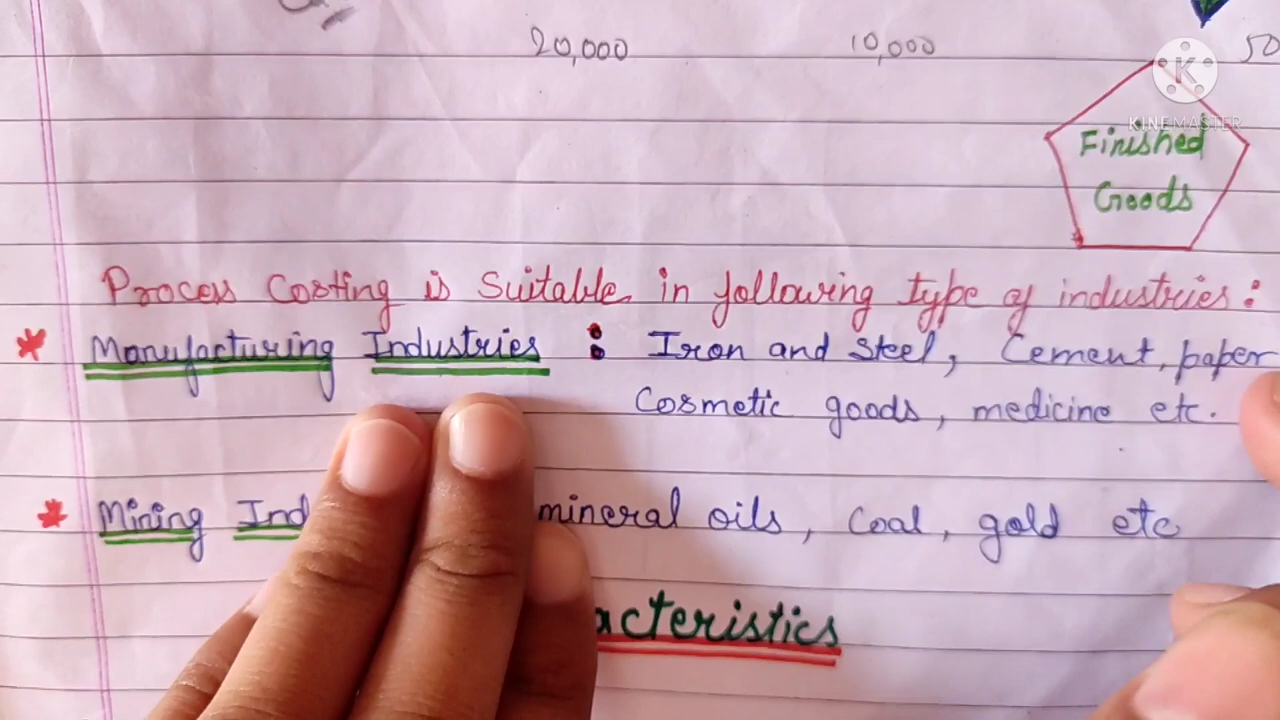 20,000 10,000 50
KINEMASTER
Finished
Goods
Process Costing is Suitable in following type of industries:
* Manufacturing Industries : Iron and Steel, Cement, paper
Cosmetic goods, medicine etc.
* Mining Ind mineral oils, Coal, gold etc
acteristics